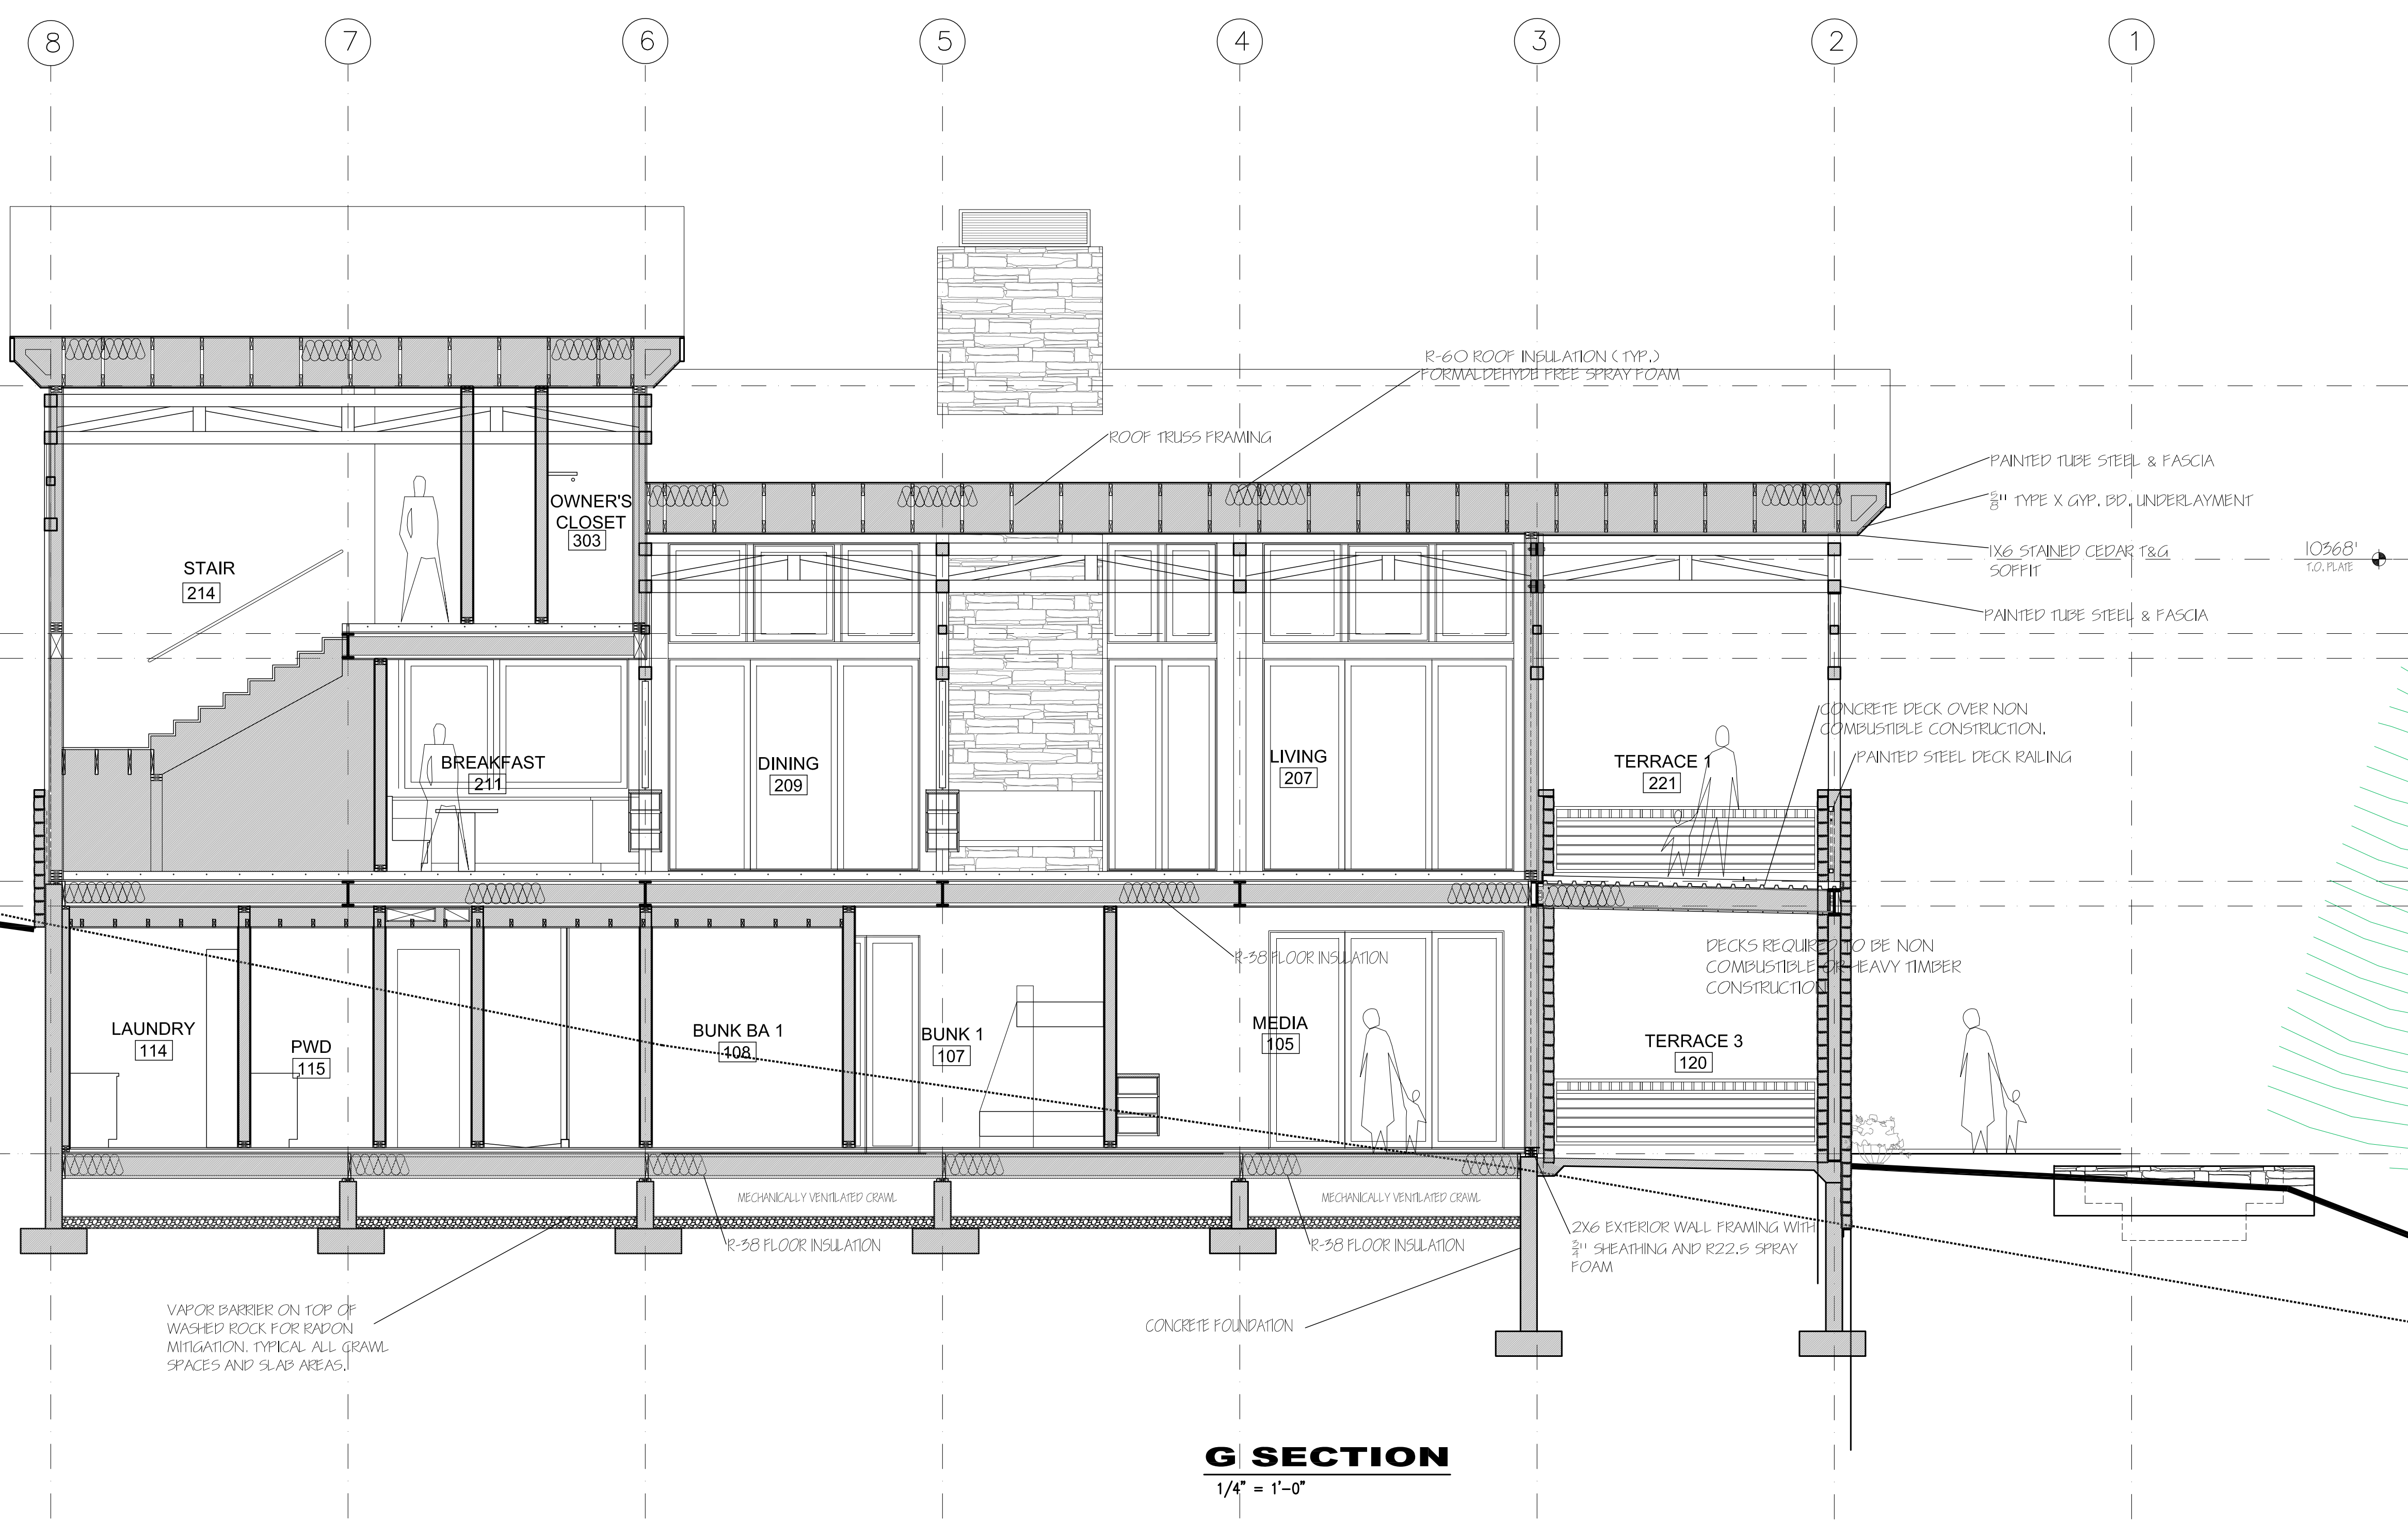 8
7
6
5
4
3
2
1
R-60 ROOF INSULATION ( TYP.)
FORMALDEHYDE FREE SPRAY FOAM
ROOF TRUSS FRAMING
PAINTED TUBE STEEL & FASCIA
5/8" TYPE X GYP. BD. UNDERLAYMENT
1X6 STAINED CEDAR T&G
SOFFIT
10368'
T.O. PLATE
PAINTED TUBE STEEL & FASCIA
OWNER'S
CLOSET
303
STAIR
214
CONCRETE DECK OVER NON
COMBUSTIBLE CONSTRUCTION.
PAINTED STEEL DECK RAILING
BREAKFAST
211
DINING
209
LIVING
207
TERRACE 1
221
R-38 FLOOR INSULATION
DECKS REQUIRED TO BE NON
COMBUSTIBLE OR HEAVY TIMBER
CONSTRUCTION
LAUNDRY
114
PWD
115
BUNK BA 1
108
BUNK 1
107
MEDIA
105
TERRACE 3
120
MECHANICALLY VENTILATED CRAWL
MECHANICALLY VENTILATED CRAWL
R-38 FLOOR INSULATION
R-38 FLOOR INSULATION
2X6 EXTERIOR WALL FRAMING WITH
3/4" SHEATHING AND R22.5 SPRAY
FOAM
VAPOR BARRIER ON TOP OF
WASHED ROCK FOR RADON
MITIGATION. TYPICAL ALL CRAWL
SPACES AND SLAB AREAS.
CONCRETE FOUNDATION
G SECTION
1/4" = 1'-0"